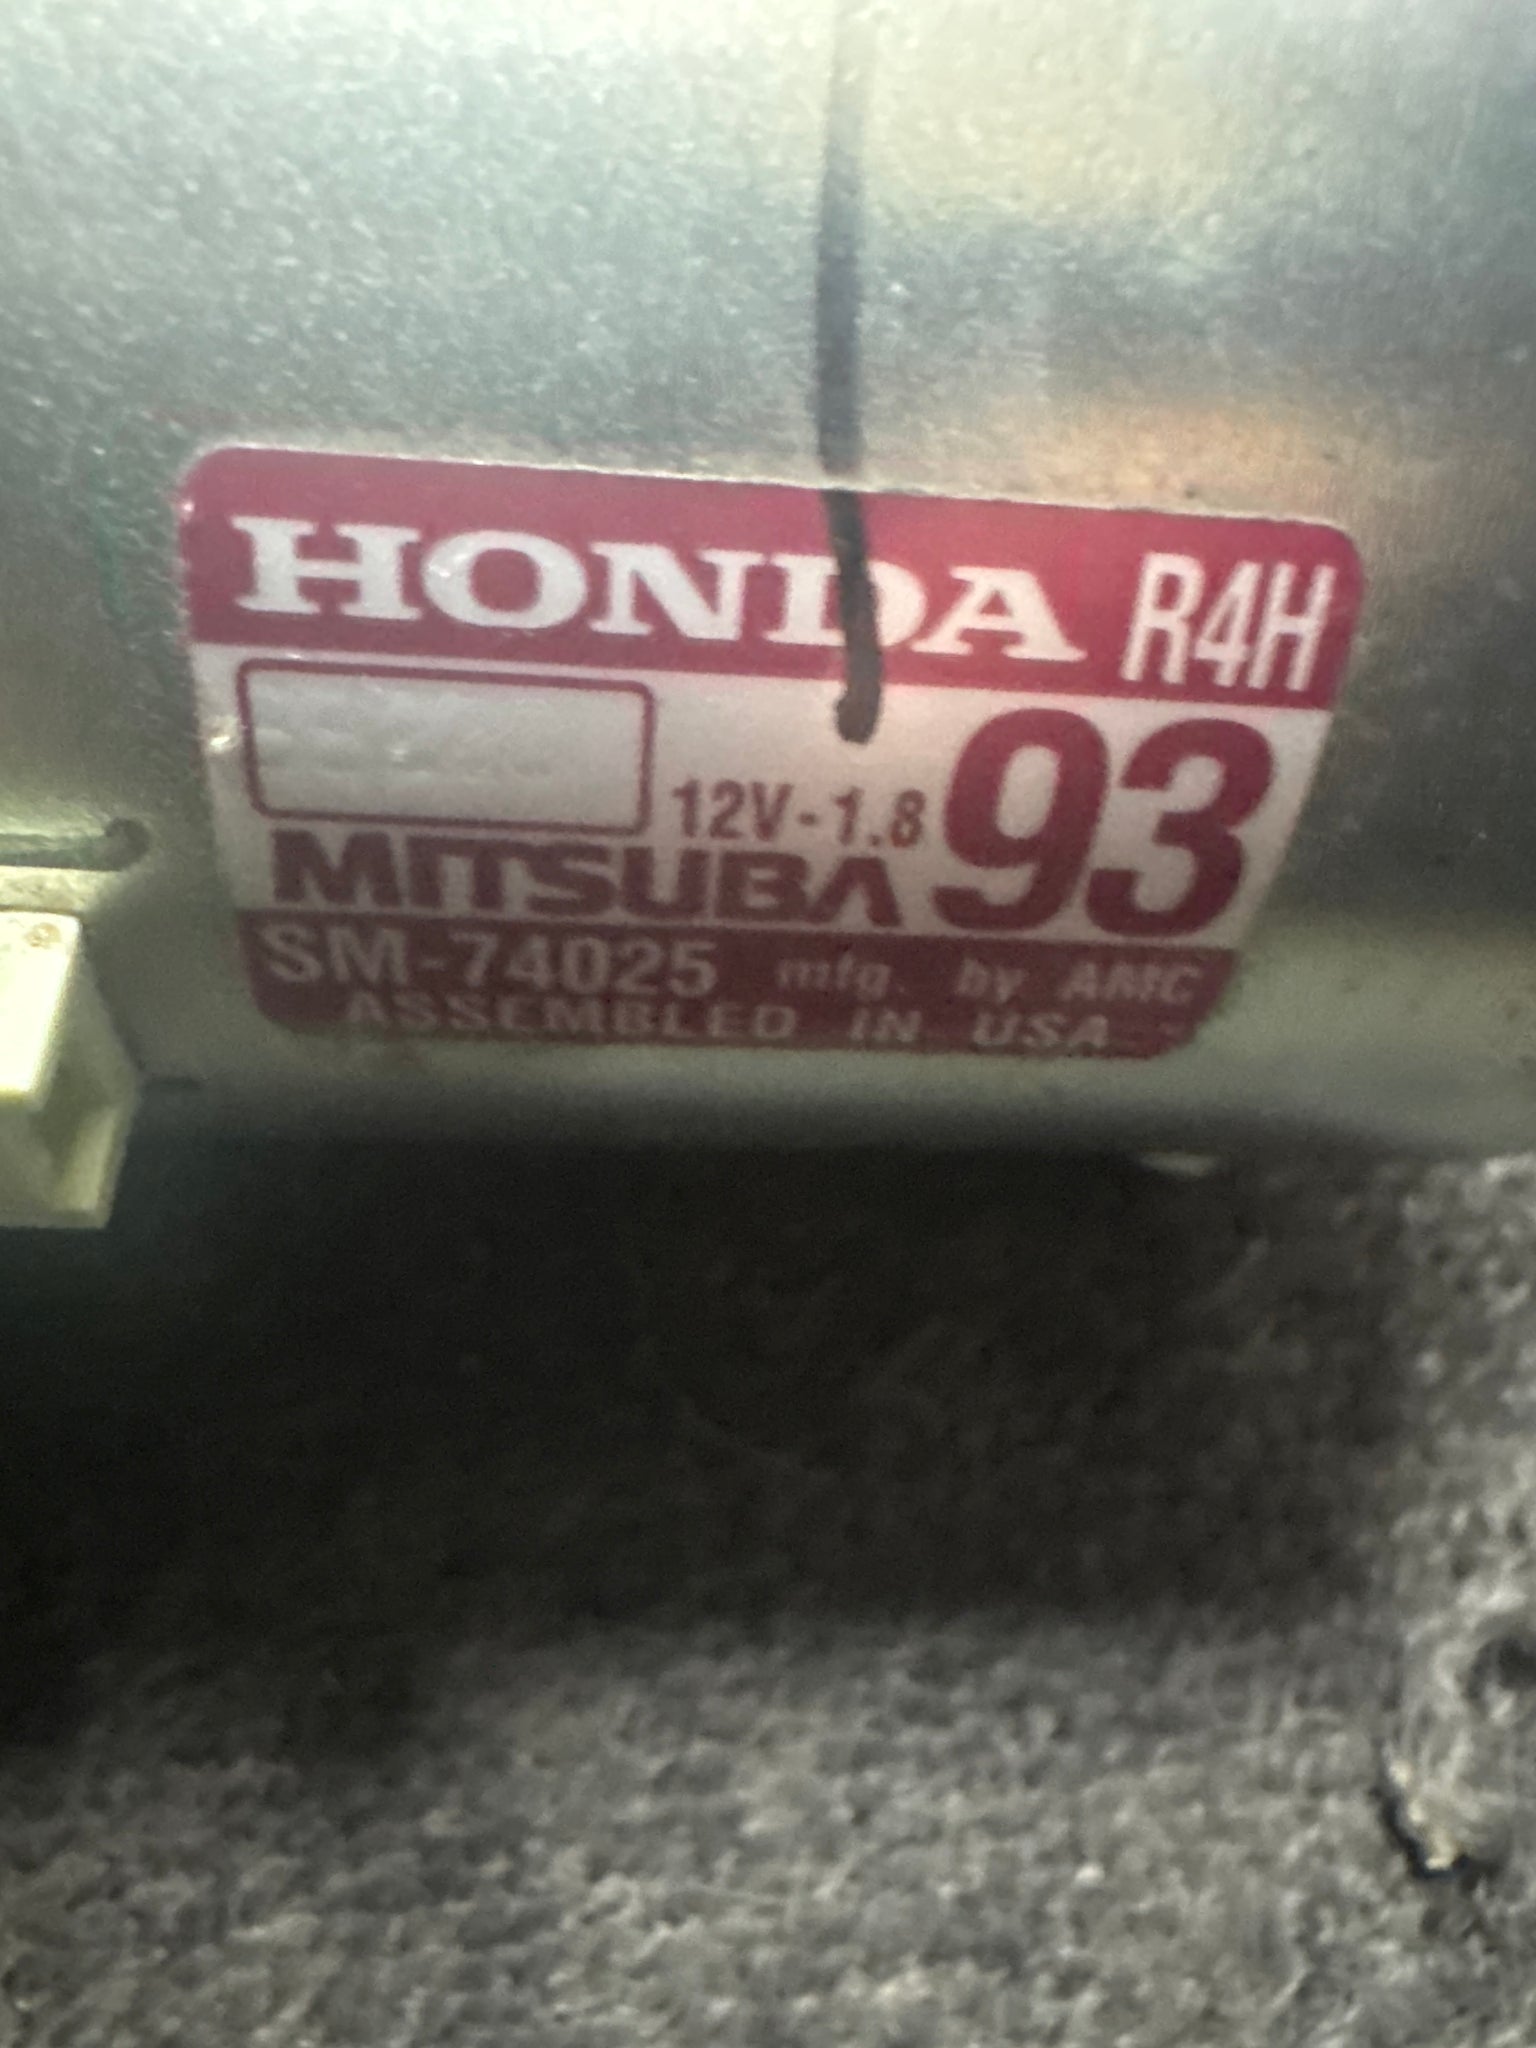 HONDA R4H
12V-1.8 93
MITSUBA
SM-74025 mfg. by AMC
ASSEMBLED IN USA